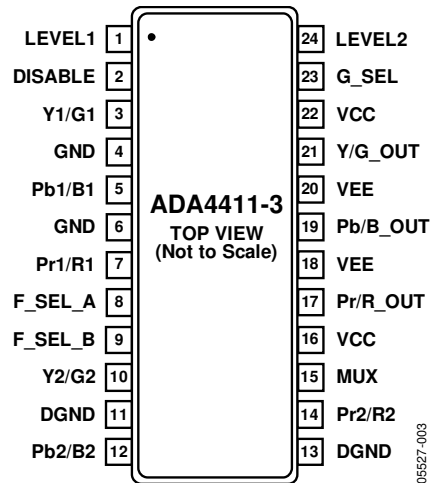 LEVEL1 1 24 LEVEL2
DISABLE 2 23 G_SEL
Y1/G1 3 22 VCC
GND 4 21 Y/G_OUT
Pb1/B1 5 20 VEE
ADA4411-3
GND 6 19 Pb/B_OUT
TOP VIEW
(Not to Scale)
Pr1/R1 7 18 VEE
F_SEL_A 8 17 Pr/R_OUT
F_SEL_B 9 16 VCC
Y2/G2 10 15 MUX
DGND 11 14 Pr2/R2
Pb2/B2 12 13 DGND
05527-003